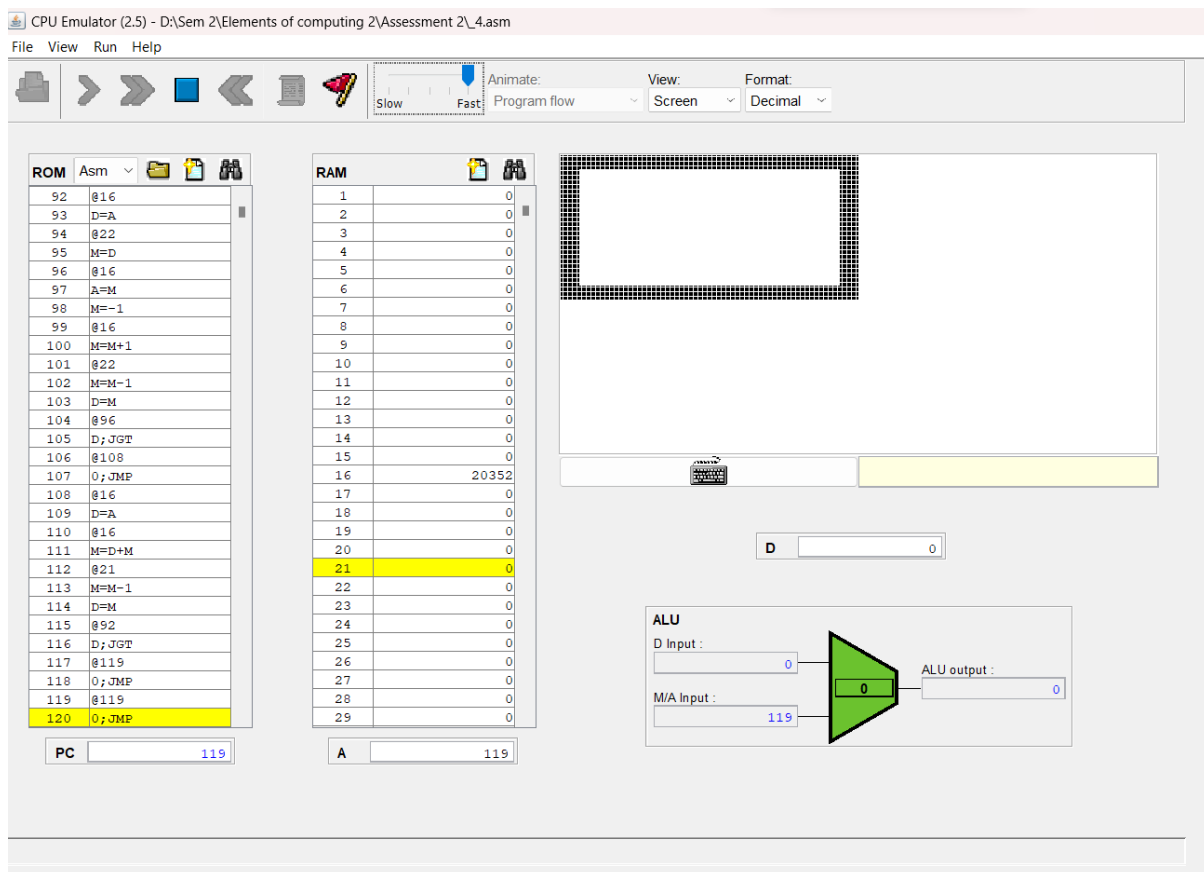 CPU Emulator (2.5) - D:\Sem 2\Elements of computing 2\Assessment 2\_4.asm
File View Run Help
Slow Fast
Animate:
Program flow
View:
Screen
Format:
Decimal
ROM Asm
92 @16
93 D=A
94 @22
95 M=D
96 @16
97 A=M
98 M=-1
99 @16
100 M=M+1
101 @22
102 M=M-1
103 D=M
104 @96
105 D;JGT
106 @108
107 0;JMP
108 @16
109 D=A
110 @16
111 M=D+M
112 @21
113 M=M-1
114 D=M
115 @92
116 D;JGT
117 @119
118 0;JMP
119 @119
120 0;JMP
PC 119
RAM
1 0
2 0
3 0
4 0
5 0
6 0
7 0
8 0
9 0
10 0
11 0
12 0
13 0
14 0
15 0
16 20352
17 0
18 0
19 0
20 0
21 0
22 0
23 0
24 0
25 0
26 0
27 0
28 0
29 0
A 119
D 0
ALU
D Input :
0
M/A Input :
119
0
ALU output :
0